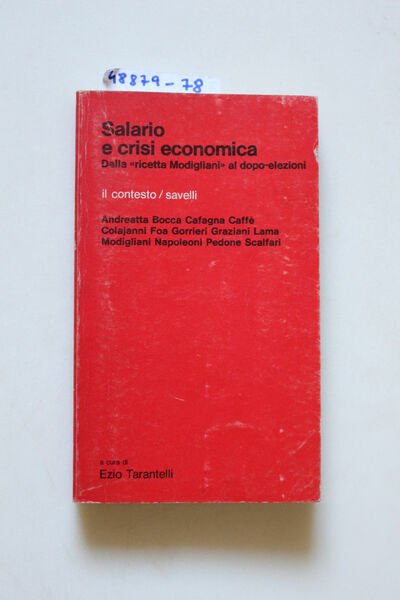 48879-78
Salario
e crisi economica
Dalla «ricetta Modigliani» al dopo-elezioni
il contesto / savelli
Andreatta Bocca Cafagna Caffè
Colajanni Foa Gorrieri Graziani Lama
Modigliani Napoleoni Pedone Scalfari
a cura di
Ezio Tarantelli